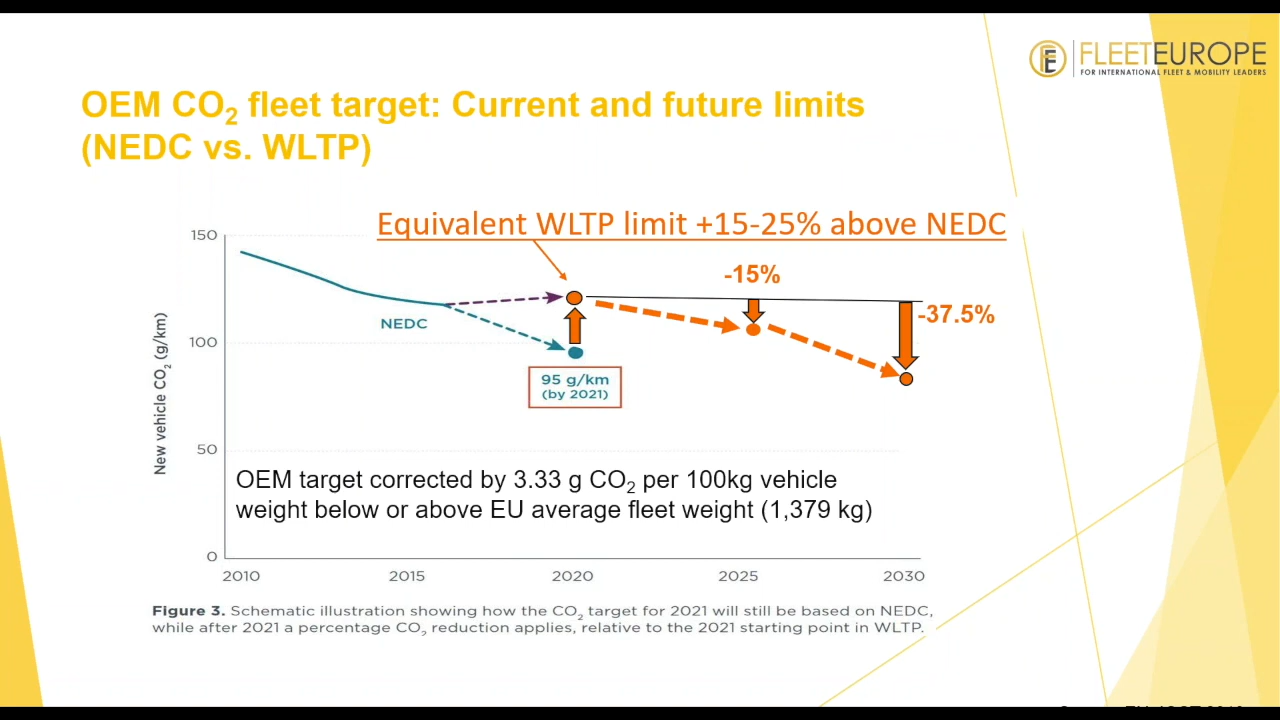 FLEETEUROPE
FOR INTERNATIONAL FLEET & MOBILITY LEADERS
OEM CO₂ fleet target: Current and future limits
(NEDC vs. WLTP)
Equivalent WLTP limit +15-25% above NEDC
150
-15%
-37.5%
NEDC
100
95 g/km
(by 2021)
New vehicle CO₂ (g/km)
50
OEM target corrected by 3.33 g CO₂ per 100kg vehicle
weight below or above EU average fleet weight (1,379 kg)
0
2010 2015 2020 2025 2030
Figure 3. Schematic illustration showing how the CO₂ target for 2021 will still be based on NEDC,
while after 2021 a percentage CO₂ reduction applies, relative to the 2021 starting point in WLTP.